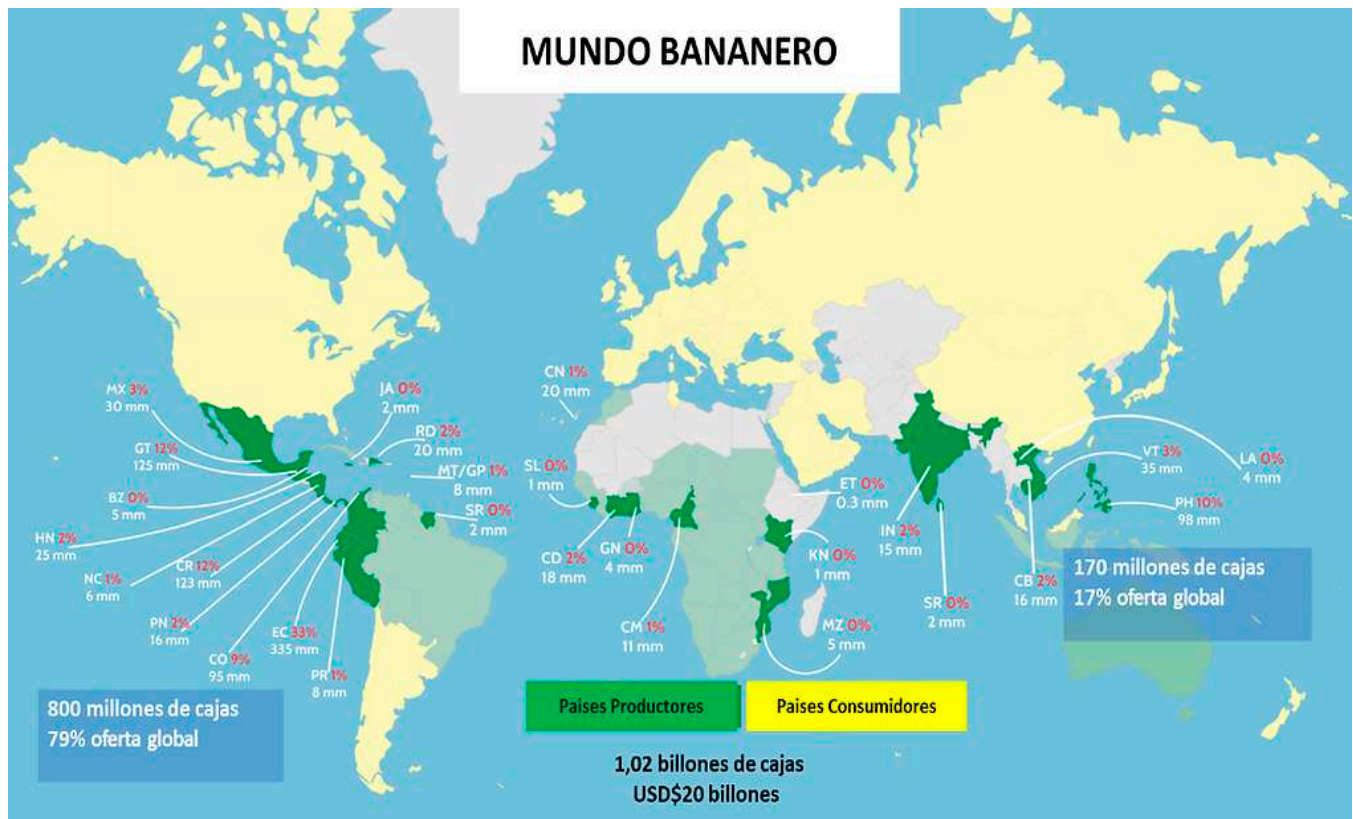 MUNDO BANANERO
MX 3%
30 mm
GT 12%
125 mm
BZ 0%
5 mm
HN 2%
25 mm
NC 1%
6 mm
CR 12%
123 mm
PN 2%
16 mm
CO 9%
95 mm
EC 33%
335 mm
PR 1%
8 mm
JA 0%
2 mm
RD 2%
20 mm
MT/GP 1%
8 mm
SR 0%
2 mm
CN 1%
20 mm
SL 0%
1 mm
CD 2%
18 mm
GN 0%
4 mm
CM 1%
11 mm
ET 0%
0.3 mm
KN 0%
1 mm
MZ 0%
5 mm
IN 2%
15 mm
SR 0%
2 mm
CB 2%
16 mm
VT 3%
35 mm
LA 0%
4 mm
PH 10%
98 mm
170 millones de cajas
17% oferta global
800 millones de cajas
79% oferta global
Paises Productores
Paises Consumidores
1,02 billones de cajas
USD$20 billones